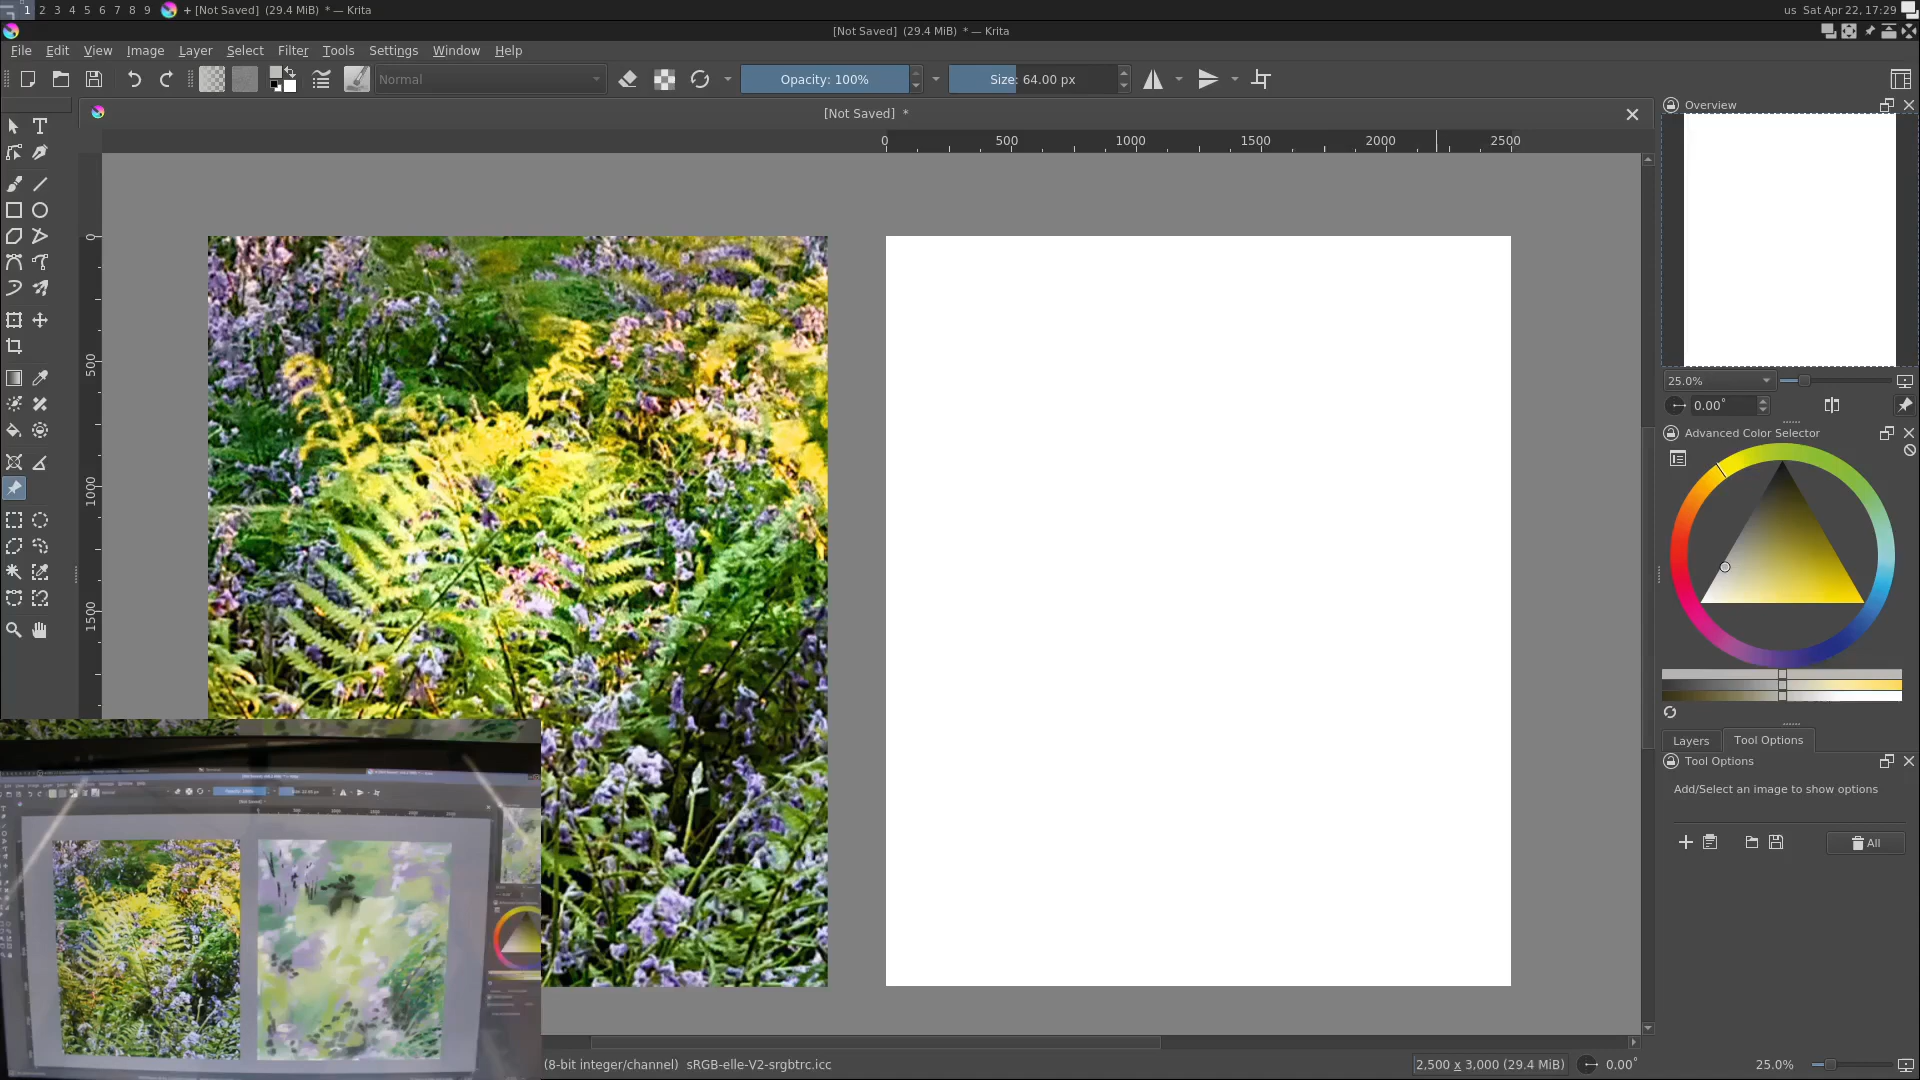 1 2 3 4 5 6 7 8 9 + [Not Saved] (29.4 MiB) * — Krita
us Sat Apr 22, 17:29
[Not Saved] (29.4 MiB) * — Krita
File Edit View Image Layer Select Filter Tools Settings Window Help
Normal
Opacity: 100%
Size: 64.00 px
[Not Saved] *
0 500 1000 1500 2000 2500
0
500
1000
1500
Overview
25.0%
0.00°
Advanced Color Selector
Layers Tool Options
Tool Options
Add/Select an image to show options
All
(8-bit integer/channel) sRGB-elle-V2-srgbtrc.icc
2,500 x 3,000 (29.4 MiB)
0.00°
25.0%